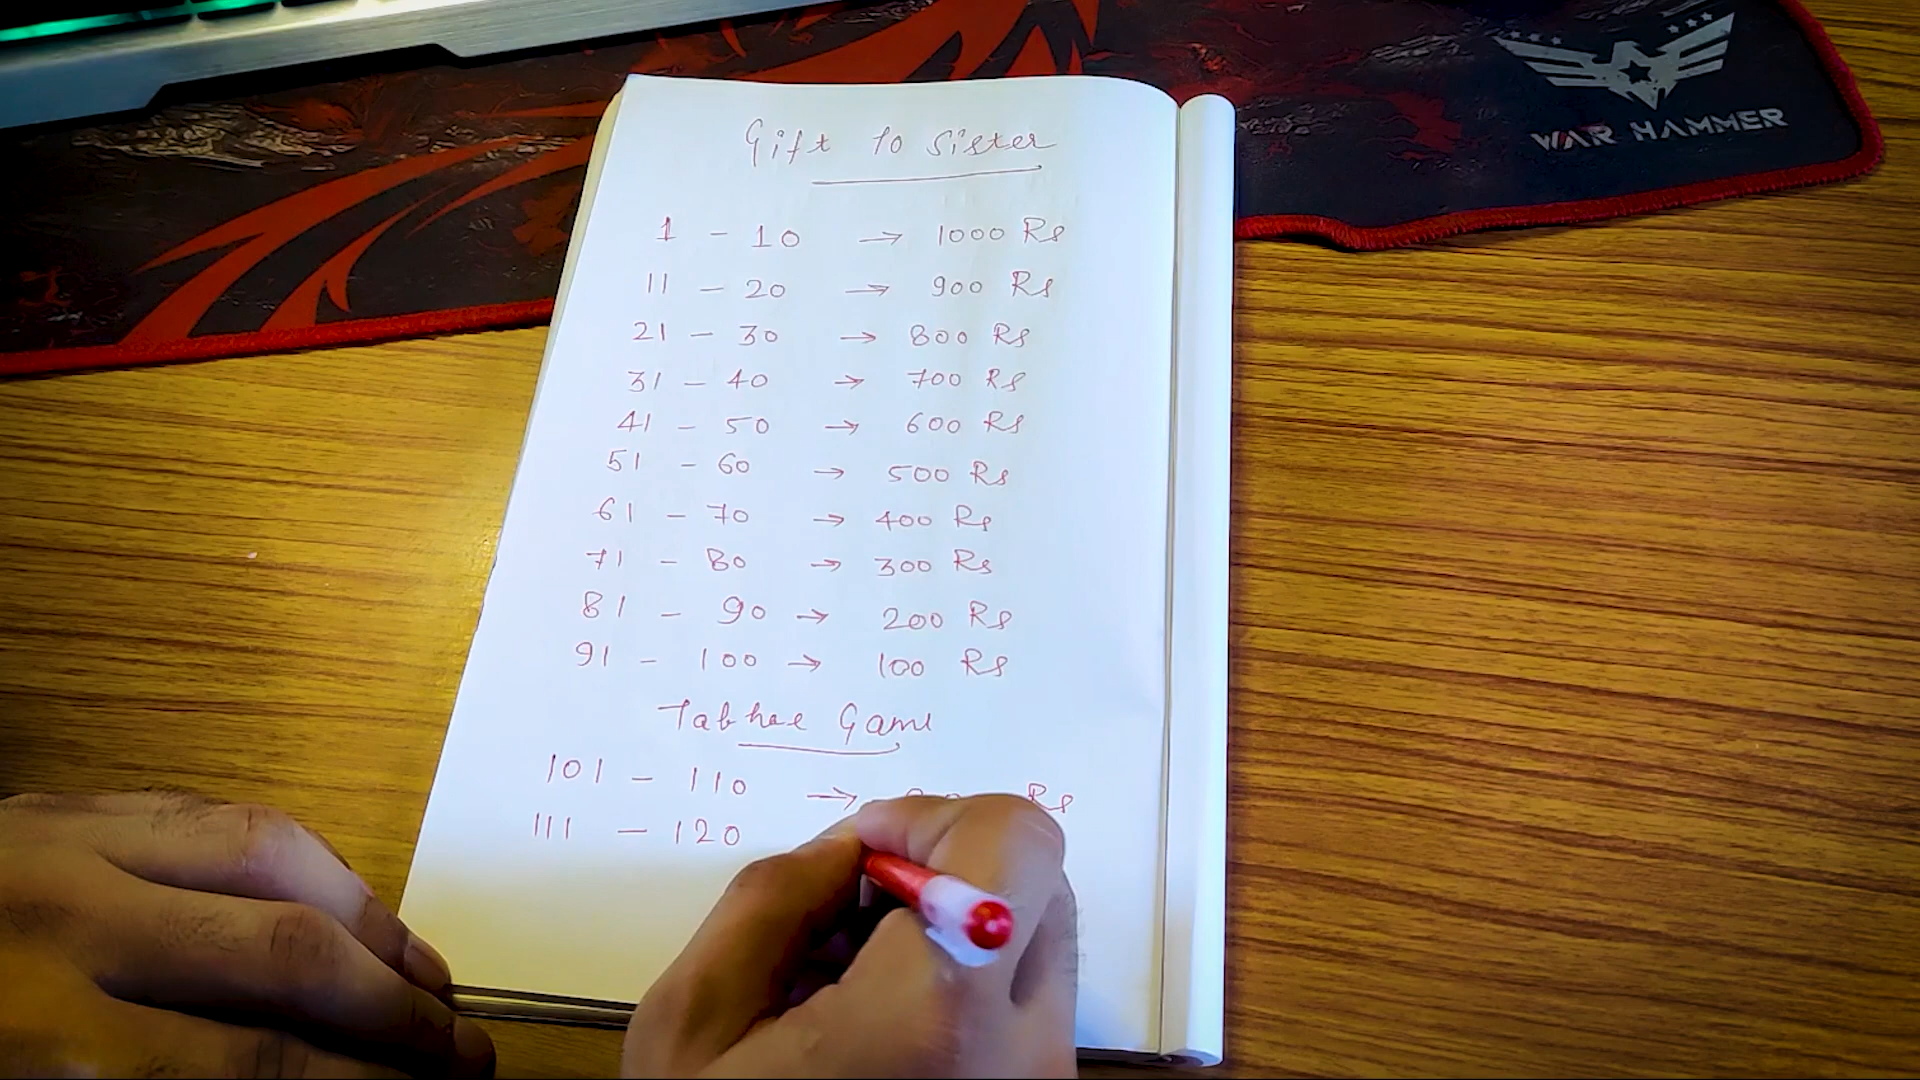 WAR HAMMER
Gift To Sister
1 - 10 → 1000 Rs
11 - 20 → 900 Rs
21 - 30 → 800 Rs
31 - 40 → 700 Rs
41 - 50 → 600 Rs
51 - 60 → 500 Rs
61 - 70 → 400 Rs
71 - 80 → 300 Rs
81 - 90 → 200 Rs
91 - 100 → 100 Rs
Game
101 - 110 → Rs
111 - 120